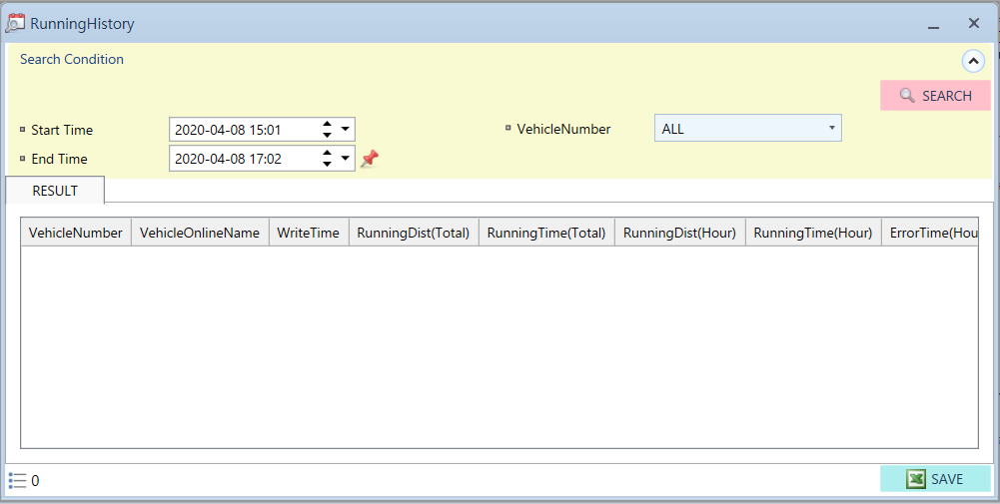 RunningHistory
Search Condition
SEARCH
Start Time 2020-04-08 15:01 VehicleNumber ALL
End Time 2020-04-08 17:02
RESULT
VehicleNumber VehicleOnlineName WriteTime RunningDist(Total) RunningTime(Total) RunningDist(Hour) RunningTime(Hour) ErrorTime(Hou
0 SAVE